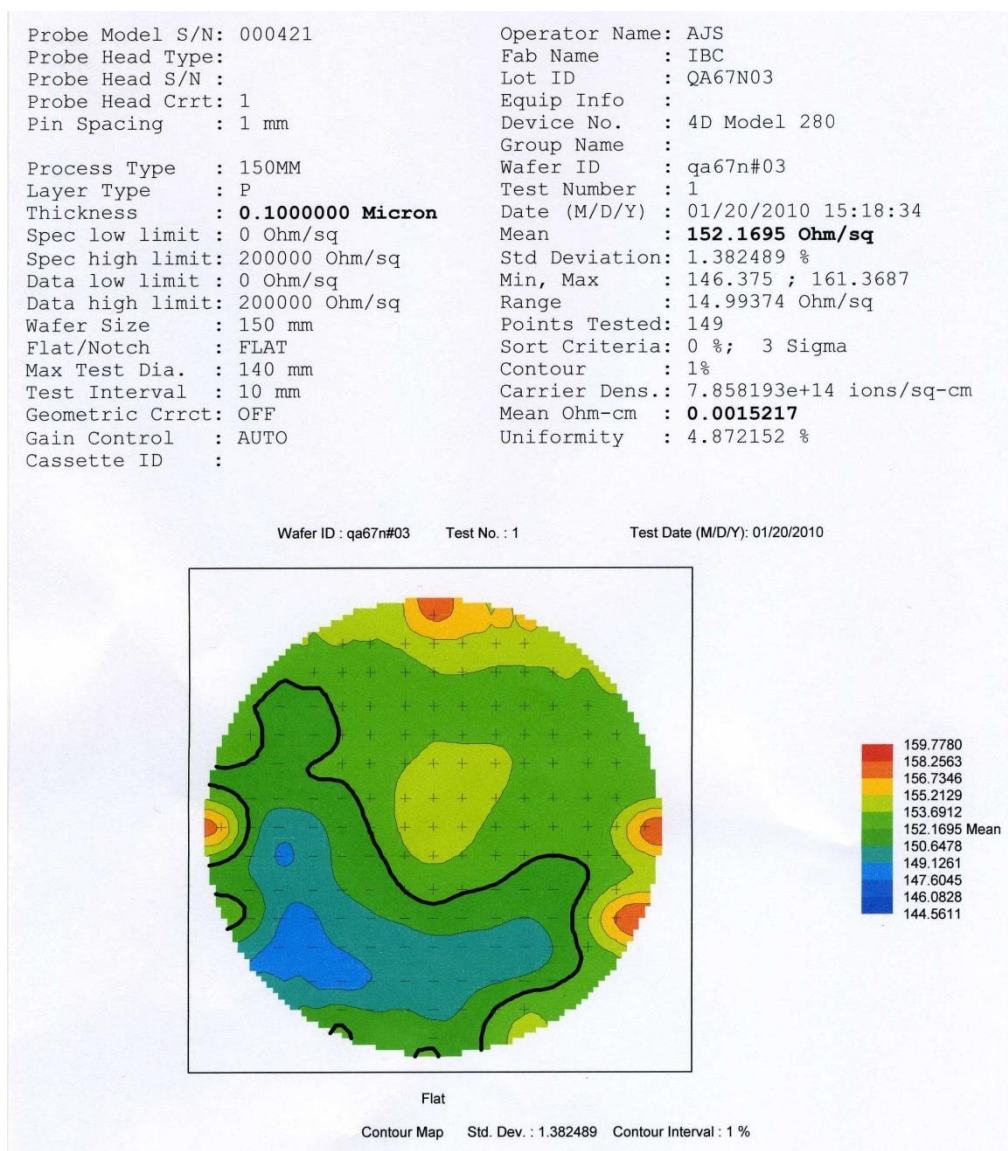 Probe Model S/N: 000421
Probe Head Type:
Probe Head S/N :
Probe Head Crrt: 1
Pin Spacing : 1 mm
Process Type : 150MM
Layer Type : P
Thickness : 0.1000000 Micron
Spec low limit : 0 Ohm/sq
Spec high limit: 200000 Ohm/sq
Data low limit : 0 Ohm/sq
Data high limit: 200000 Ohm/sq
Wafer Size : 150 mm
Flat/Notch : FLAT
Max Test Dia. : 140 mm
Test Interval : 10 mm
Geometric Crrct: OFF
Gain Control : AUTO
Cassette ID :
Operator Name: AJS
Fab Name : IBC
Lot ID : QA67N03
Equip Info :
Device No. : 4D Model 280
Group Name :
Wafer ID : qa67n#03
Test Number : 1
Date (M/D/Y) : 01/20/2010 15:18:34
Mean : 152.1695 Ohm/sq
Std Deviation: 1.382489 %
Min, Max : 146.375 ; 161.3687
Range : 14.99374 Ohm/sq
Points Tested: 149
Sort Criteria: 0 %; 3 Sigma
Contour : 1%
Carrier Dens.: 7.858193e+14 ions/sq-cm
Mean Ohm-cm : 0.0015217
Uniformity : 4.872152 %
Wafer ID : qa67n#03 Test No. : 1 Test Date (M/D/Y): 01/20/2010
159.7780
158.2563
156.7346
155.2129
153.6912
152.1695 Mean
150.6478
149.1261
147.6045
146.0828
144.5611
Flat
Contour Map Std. Dev. : 1.382489 Contour Interval : 1 %